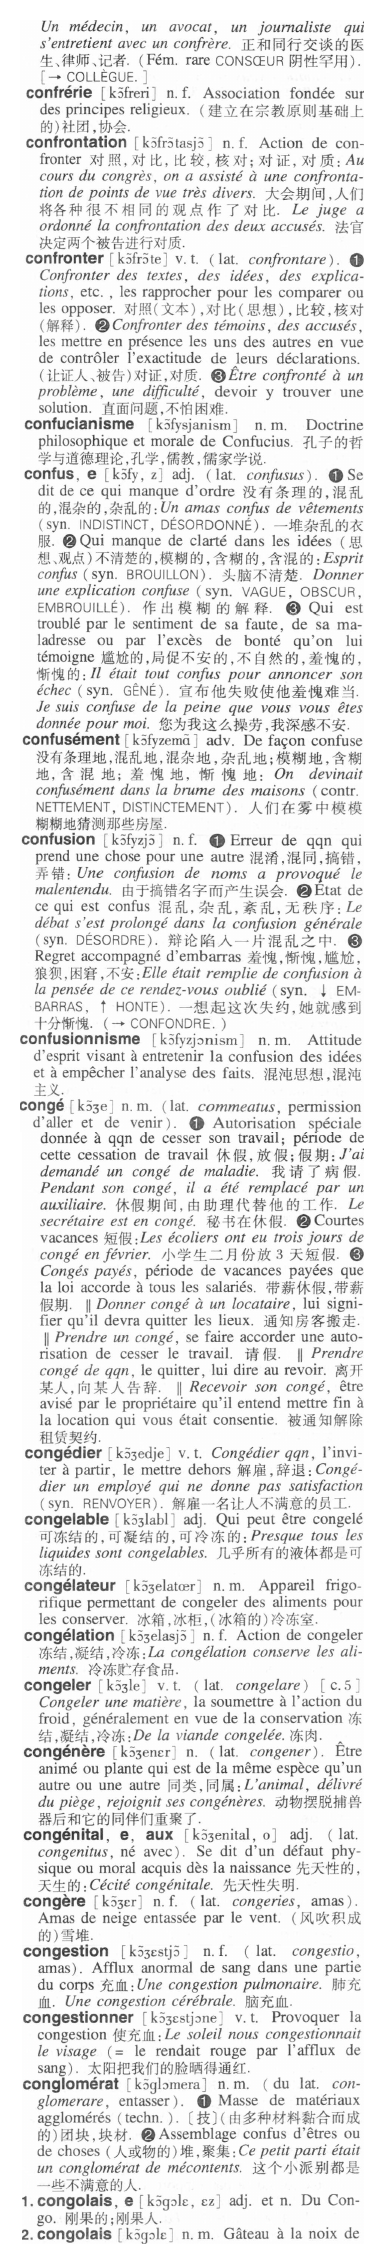 Un médecin, un avocat, un journaliste qui
s'entretient avec un confrère. 正和同行交谈的医
生、律师、记者. (Fém. rare CONSŒUR 阴性罕用).
[→ COLLÈGUE. ]
confrérie [kɔ̃freri] n. f. Association fondée sur
des principes religieux. (建立在宗教原则基础上
的)社团,协会.
confrontation [kɔ̃frɔ̃tasjɔ̃] n. f. Action de con-
fronter 对照,对比,比较,核对;对证,对质: Au
cours du congrès, on a assisté à une confronta-
tion de points de vue très divers. 大会期间,人们
将各种很不相同的观点作了对比. Le juge a
ordonné la confrontation des deux accusés. 法官
决定两个被告进行对质.
confronter [kɔ̃frɔ̃te] v. t. (lat. confrontare). ❶
Confronter des textes, des idées, des explica-
tions, etc. , les rapprocher pour les comparer ou
les opposer. 对照(文本),对比(思想),比较,核对
(解释). ❷ Confronter des témoins, des accusés,
les mettre en présence les uns des autres en vue
de contrôler l'exactitude de leurs déclarations.
(让证人、被告)对证,对质. ❸ Être confronté à un
problème, une difficulté, devoir y trouver une
solution. 直面问题,不怕困难.
confucianisme [kɔ̃fysjanism] n. m. Doctrine
philosophique et morale de Confucius. 孔子的哲
学与道德理论,孔学,儒教,儒家学说.
confus, e [kɔ̃fy, z] adj. (lat. confusus). ❶ Se
dit de ce qui manque d'ordre 没有条理的,混乱
的,混杂的,杂乱的: Un amas confus de vêtements
(syn. INDISTINCT, DÉSORDONNÉ). 一堆杂乱的衣
服. ❷ Qui manque de clarté dans les idées (思
想、观点)不清楚的,模糊的,含糊的,含混的: Esprit
confus (syn. BROUILLON). 头脑不清楚. Donner
une explication confuse (syn. VAGUE, OBSCUR,
EMBROUILLÉ). 作出模糊的解释. ❸ Qui est
troublé par le sentiment de sa faute, de sa ma-
ladresse ou par l'excès de bonté qu'on lui
témoigne 尴尬的,局促不安的,不自然的,羞愧的,
惭愧的: Il était tout confus pour annoncer son
échec (syn. GÊNÉ). 宣布他失败使他羞愧难当.
Je suis confuse de la peine que vous vous êtes
donnée pour moi. 您为我这么操劳,我深感不安.
confusément [kɔ̃fyzemɑ̃] adv. De façon confuse
没有条理地,混乱地,混杂地,杂乱地;模糊地,含糊
地,含混地;羞愧地,惭愧地: On devinait
confusément dans la brume des maisons (contr.
NETTEMENT, DISTINCTEMENT). 人们在雾中模模
糊糊地猜测那些房屋.
confusion [kɔ̃fyzjɔ̃] n. f. ❶ Erreur de qqn qui
prend une chose pour une autre 混淆,混同,搞错,
弄错: Une confusion de noms a provoqué le
malentendu. 由于搞错名字而产生误会. ❷ État de
ce qui est confus 混乱,杂乱,紊乱,无秩序: Le
débat s'est prolongé dans la confusion générale
(syn. DÉSORDRE). 辩论陷入一片混乱之中. ❸
Regret accompagné d'embarras 羞愧,惭愧,尴尬,
狼狈,困窘,不安: Elle était remplie de confusion à
la pensée de ce rendez-vous oublié (syn. ↓ EM-
BARRAS, ↑ HONTE). 一想起这次失约,她就感到
十分惭愧. (→ CONFONDRE. )
confusionnisme [kɔ̃fyzjɔnism] n. m. Attitude
d'esprit visant à entretenir la confusion des idées
et à empêcher l'analyse des faits. 混沌思想,混沌
主义.
congé [kɔ̃ʒe] n. m. (lat. commeatus, permission
d'aller et de venir). ❶ Autorisation spéciale
donnée à qqn de cesser son travail; période de
cette cessation de travail 休假,放假;假期: J'ai
demandé un congé de maladie. 我请了病假.
Pendant son congé, il a été remplacé par un
auxiliaire. 休假期间,由助理代替他的工作. Le
secrétaire est en congé. 秘书在休假. ❷ Courtes
vacances 短假: Les écoliers ont eu trois jours de
congé en février. 小学生二月份放 3 天短假. ❸
Congés payés, période de vacances payées que
la loi accorde à tous les salariés. 带薪休假,带薪
假期. ‖ Donner congé à un locataire, lui signi-
fier qu'il devra quitter les lieux. 通知房客搬走.
‖ Prendre un congé, se faire accorder une auto-
risation de cesser le travail. 请假. ‖ Prendre
congé de qqn, le quitter, lui dire au revoir. 离开
某人,向某人告辞. ‖ Recevoir son congé, être
avisé par le propriétaire qu'il entend mettre fin à
la location qui vous était consentie. 被通知解除
租赁契约.
congédier [kɔ̃ʒedje] v. t. Congédier qqn, l'invi-
ter à partir, le mettre dehors 解雇,辞退: Congé-
dier un employé qui ne donne pas satisfaction
(syn. RENVOYER). 解雇一名让人不满意的员工.
congelable [kɔ̃ʒlabl] adj. Qui peut être congelé
可冻结的,可凝结的,可冷冻的: Presque tous les
liquides sont congelables. 几乎所有的液体都是可
冻结的.
congélateur [kɔ̃ʒelatœr] n. m. Appareil frigo-
rifique permettant de congeler des aliments pour
les conserver. 冰箱,冰柜,(冰箱的)冷冻室.
congélation [kɔ̃ʒelasjɔ̃] n. f. Action de congeler
冻结,凝结,冷冻: La congélation conserve les ali-
ments. 冷冻贮存食品.
congeler [kɔ̃ʒle] v. t. (lat. congelare) [c. 5]
Congeler une matière, la soumettre à l'action du
froid, généralement en vue de la conservation 冻
结,凝结,冷冻: De la viande congelée. 冻肉.
congénère [kɔ̃ʒenɛr] n. (lat. congener). Être
animé ou plante qui est de la même espèce qu'un
autre ou une autre 同类,同属: L'animal, délivré
du piège, rejoignit ses congénères. 动物摆脱捕兽
器后和它的同伴们重聚了.
congénital, e, aux [kɔ̃ʒenital, o] adj. (lat.
congenitus, né avec). Se dit d'un défaut phy-
sique ou moral acquis dès la naissance 先天性的,
天生的: Cécité congénitale. 先天性失明.
congère [kɔ̃ʒɛr] n. f. (lat. congeries, amas).
Amas de neige entassée par le vent. (风吹积成
的)雪堆.
congestion [kɔ̃ʒɛstjɔ̃] n. f. (lat. congestio,
amas). Afflux anormal de sang dans une partie
du corps 充血: Une congestion pulmonaire. 肺充
血. Une congestion cérébrale. 脑充血.
congestionner [kɔ̃ʒɛstjɔne] v. t. Provoquer la
congestion 使充血: Le soleil nous congestionnait
le visage (= le rendait rouge par l'afflux de
sang). 太阳把我们的脸晒得通红.
conglomérat [kɔ̃glɔmera] n. m. (du lat. con-
glomerare, entasser). ❶ Masse de matériaux
agglomérés (techn.). 〔技〕(由多种材料黏合而成
的)团块,块材. ❷ Assemblage confus d'êtres ou
de choses (人或物的)堆,聚集: Ce petit parti était
un conglomérat de mécontents. 这个小派别都是
一些不满意的人.
1. congolais, e [kɔ̃gɔlɛ, ɛz] adj. et n. Du Con-
go. 刚果的;刚果人.
2. congolais [kɔ̃gɔlɛ] n. m. Gâteau à la noix de